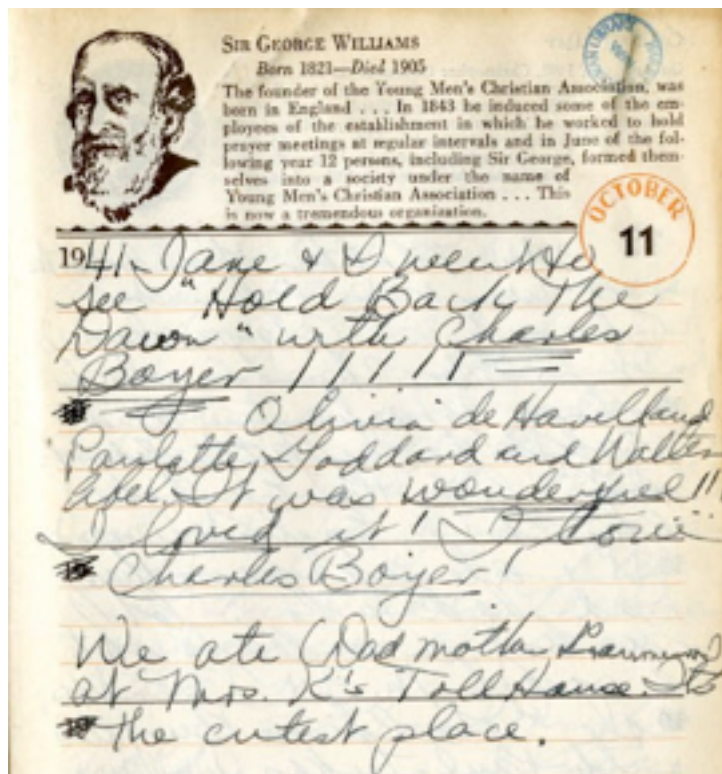 SIR GEORGE WILLIAMS
Born 1821—Died 1905
The founder of the Young Men's Christian Association, was
born in England . . . In 1843 he induced some of the em-
ployees of the establishment in which he worked to hold
prayer meetings at regular intervals and in June of the fol-
lowing year 12 persons, including Sir George, formed them-
selves into a society under the name of
Young Men's Christian Association . . . This
is now a tremendous organization.
OCTOBER
11
1941 Jane & I went to
see "Hold Back The
Dawn" with Charles
Boyer !!!!!!
Olivia de Havilland
Paulette Goddard and Walter
Abel. It was wonderful!!
I loved it! I love
Charles Boyer!
We ate (Dad mother
at Mrs. K's Toll House. Its
the cutest place.